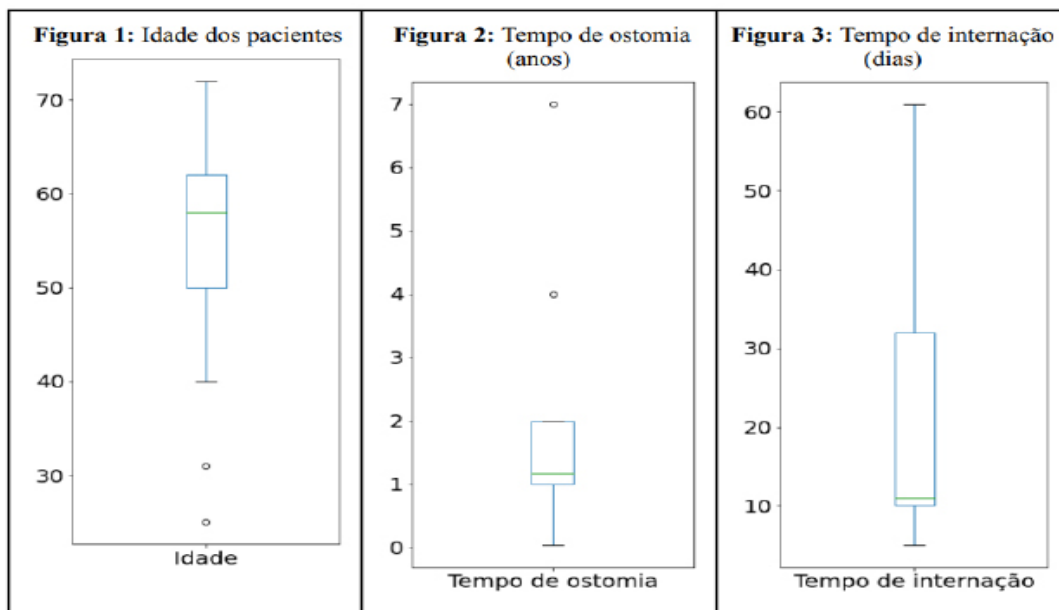 Figura 1: Idade dos pacientes
70
60
50
40
30
Idade
Figura 2: Tempo de ostomia
(anos)
7
6
5
4
3
2
1
0
Tempo de ostomia
Figura 3: Tempo de internação
(dias)
60
50
40
30
20
10
Tempo de internação